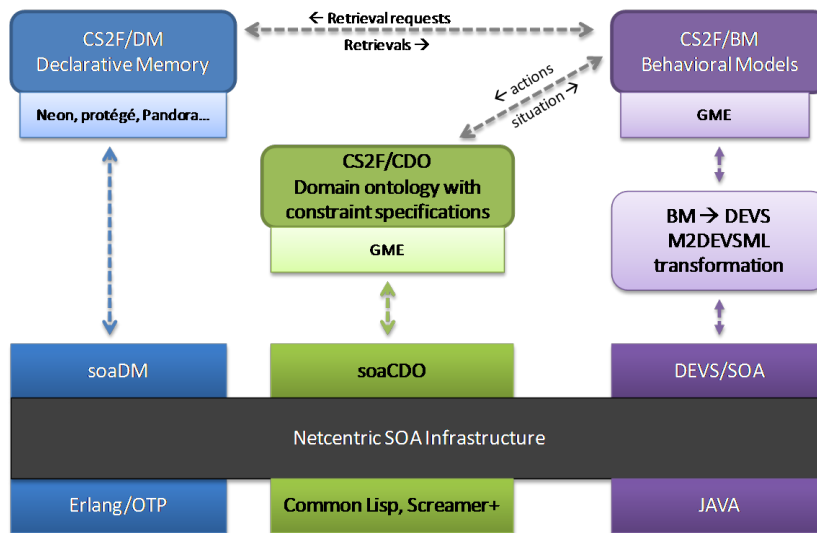 CS2F/DM
Declarative Memory
Neon, protégé, Pandora...
← Retrieval requests
Retrievals →
CS2F/BM
Behavioral Models
GME
← actions
situation →
CS2F/CDO
Domain ontology with
constraint specifications
GME
BM → DEVS
M2DEVSML
transformation
soaDM
soaCDO
DEVS/SOA
Netcentric SOA Infrastructure
Erlang/OTP
Common Lisp, Screamer+
JAVA